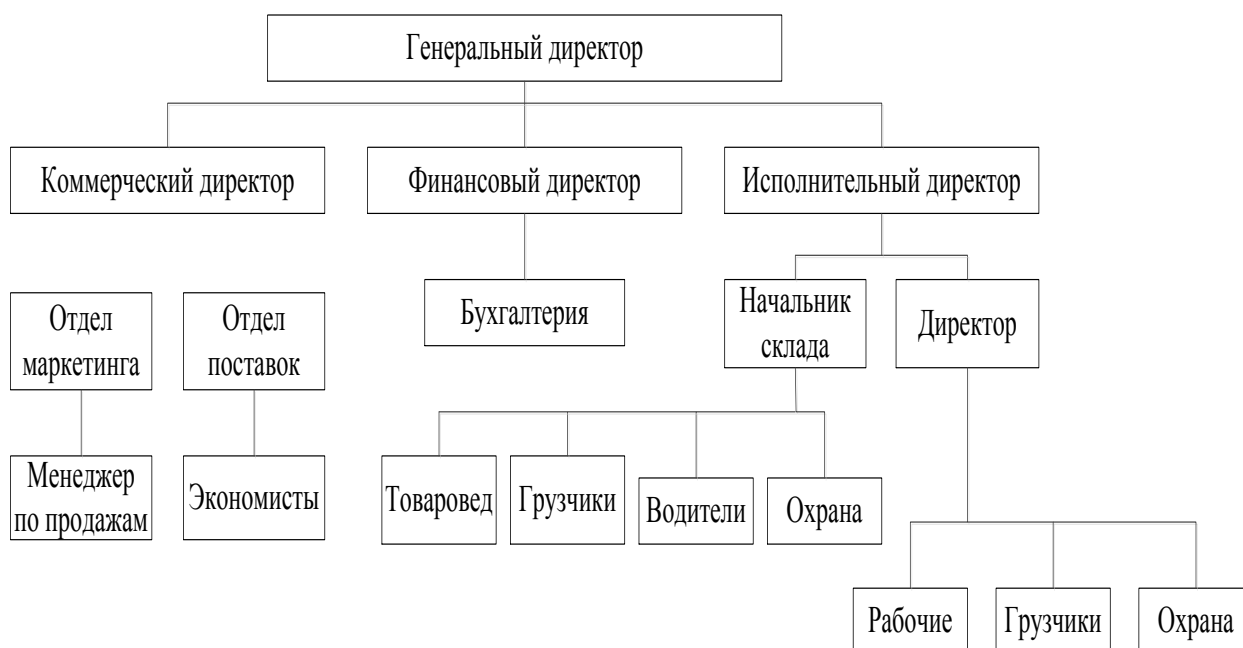 Генеральный директор
Коммерческий директор
Финансовый директор
Исполнительный директор
Отдел
маркетинга
Отдел
поставок
Бухгалтерия
Начальник
склада
Директор
Менеджер
по продажам
Экономисты
Товаровед
Грузчики
Водители
Охрана
Рабочие
Грузчики
Охрана